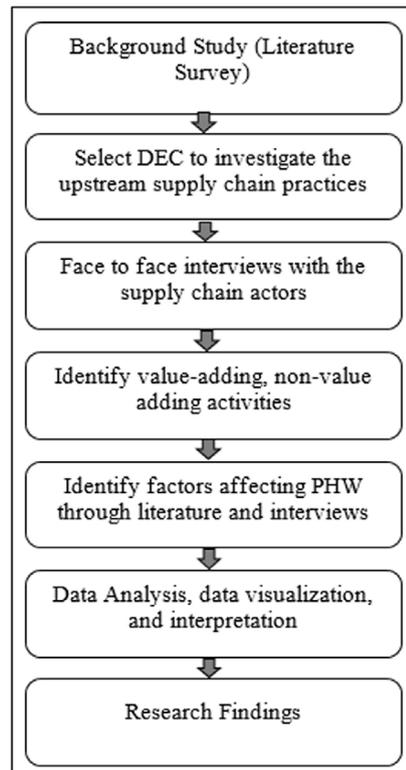 Background Study (Literature
Survey)
Select DEC to investigate the
upstream supply chain practices
Face to face interviews with the
supply chain actors
Identify value-adding, non-value
adding activities
Identify factors affecting PHW
through literature and interviews
Data Analysis, data visualization,
and interpretation
Research Findings